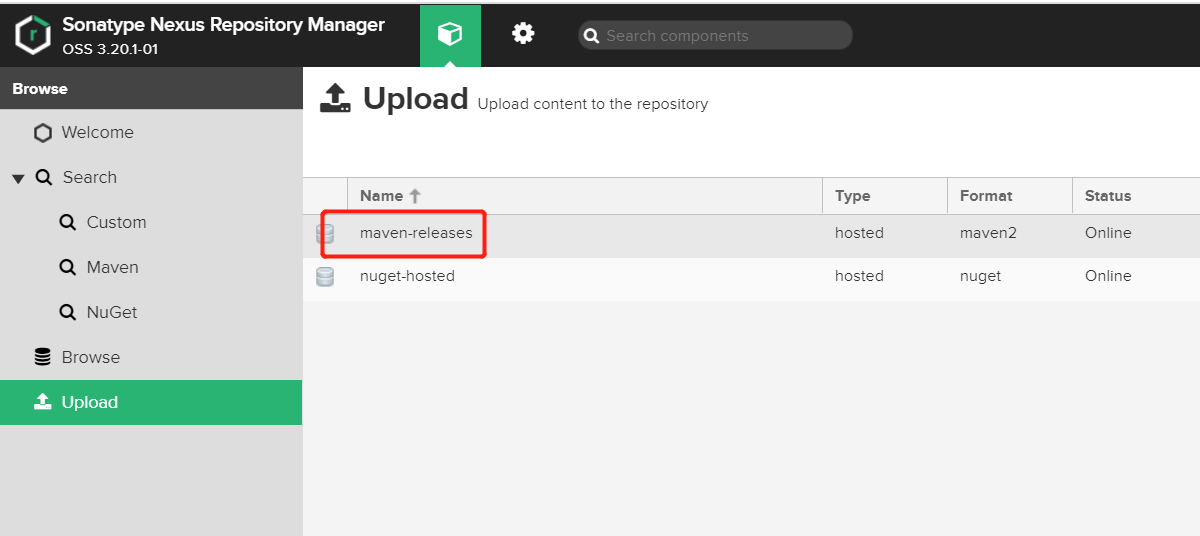 Sonatype Nexus Repository Manager
OSS 3.20.1-01
Search components
Browse
Welcome
Search
Custom
Maven
NuGet
Browse
Upload
Upload Upload content to the repository
Name Type Format Status
maven-releases hosted maven2 Online
nuget-hosted hosted nuget Online